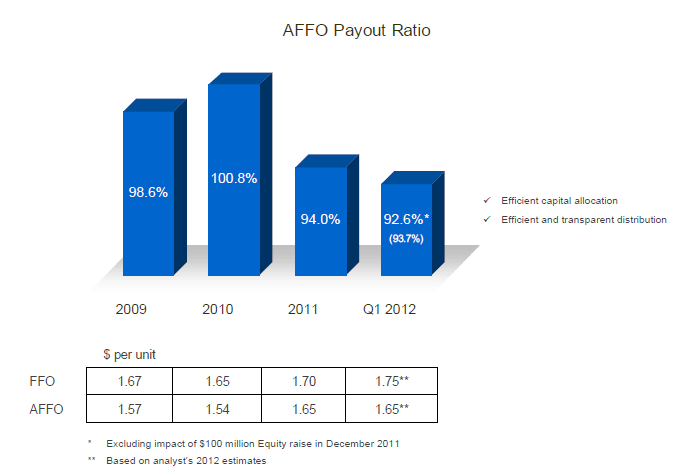 AFFO Payout Ratio
98.6%
100.8%
94.0%
92.6%*
(93.7%)
✓ Efficient capital allocation
✓ Efficient and transparent distribution
2009 2010 2011 Q1 2012
$ per unit
FFO 1.67 1.65 1.70 1.75**
AFFO 1.57 1.54 1.65 1.65**
* Excluding impact of $100 million Equity raise in December 2011
** Based on analyst's 2012 estimates